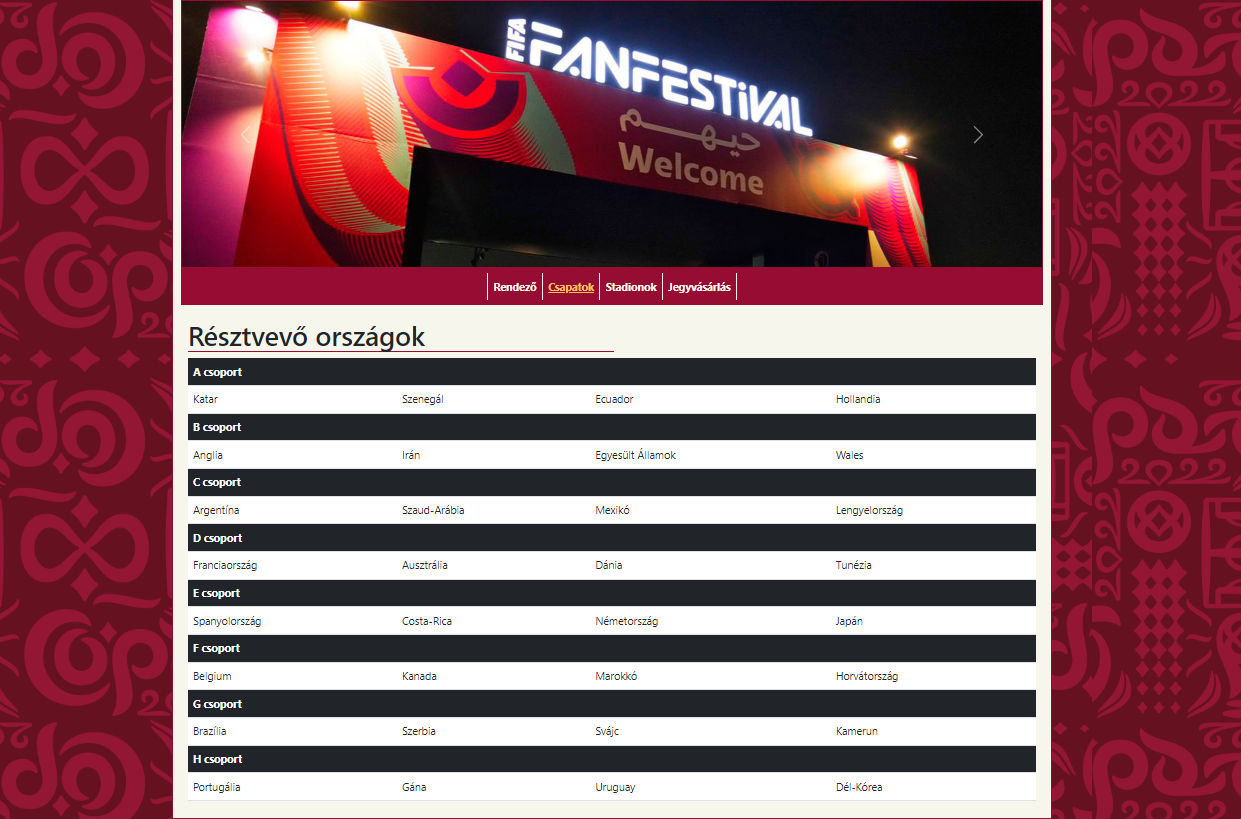 FIFA FANFESTiVAL
حيهم
Welcome
Rendező Csapatok Stadionok Jegyvásárlás
Résztvevő országok
A csoport
Katar Szenegál Ecuador Hollandia
B csoport
Anglia Irán Egyesült Államok Wales
C csoport
Argentína Szaud-Arábia Mexikó Lengyelország
D csoport
Franciaország Ausztrália Dánia Tunézia
E csoport
Spanyolország Costa-Rica Németország Japán
F csoport
Belgium Kanada Marokkó Horvátország
G csoport
Brazília Szerbia Svájc Kamerun
H csoport
Portugália Gána Uruguay Dél-Kórea
2022
2022